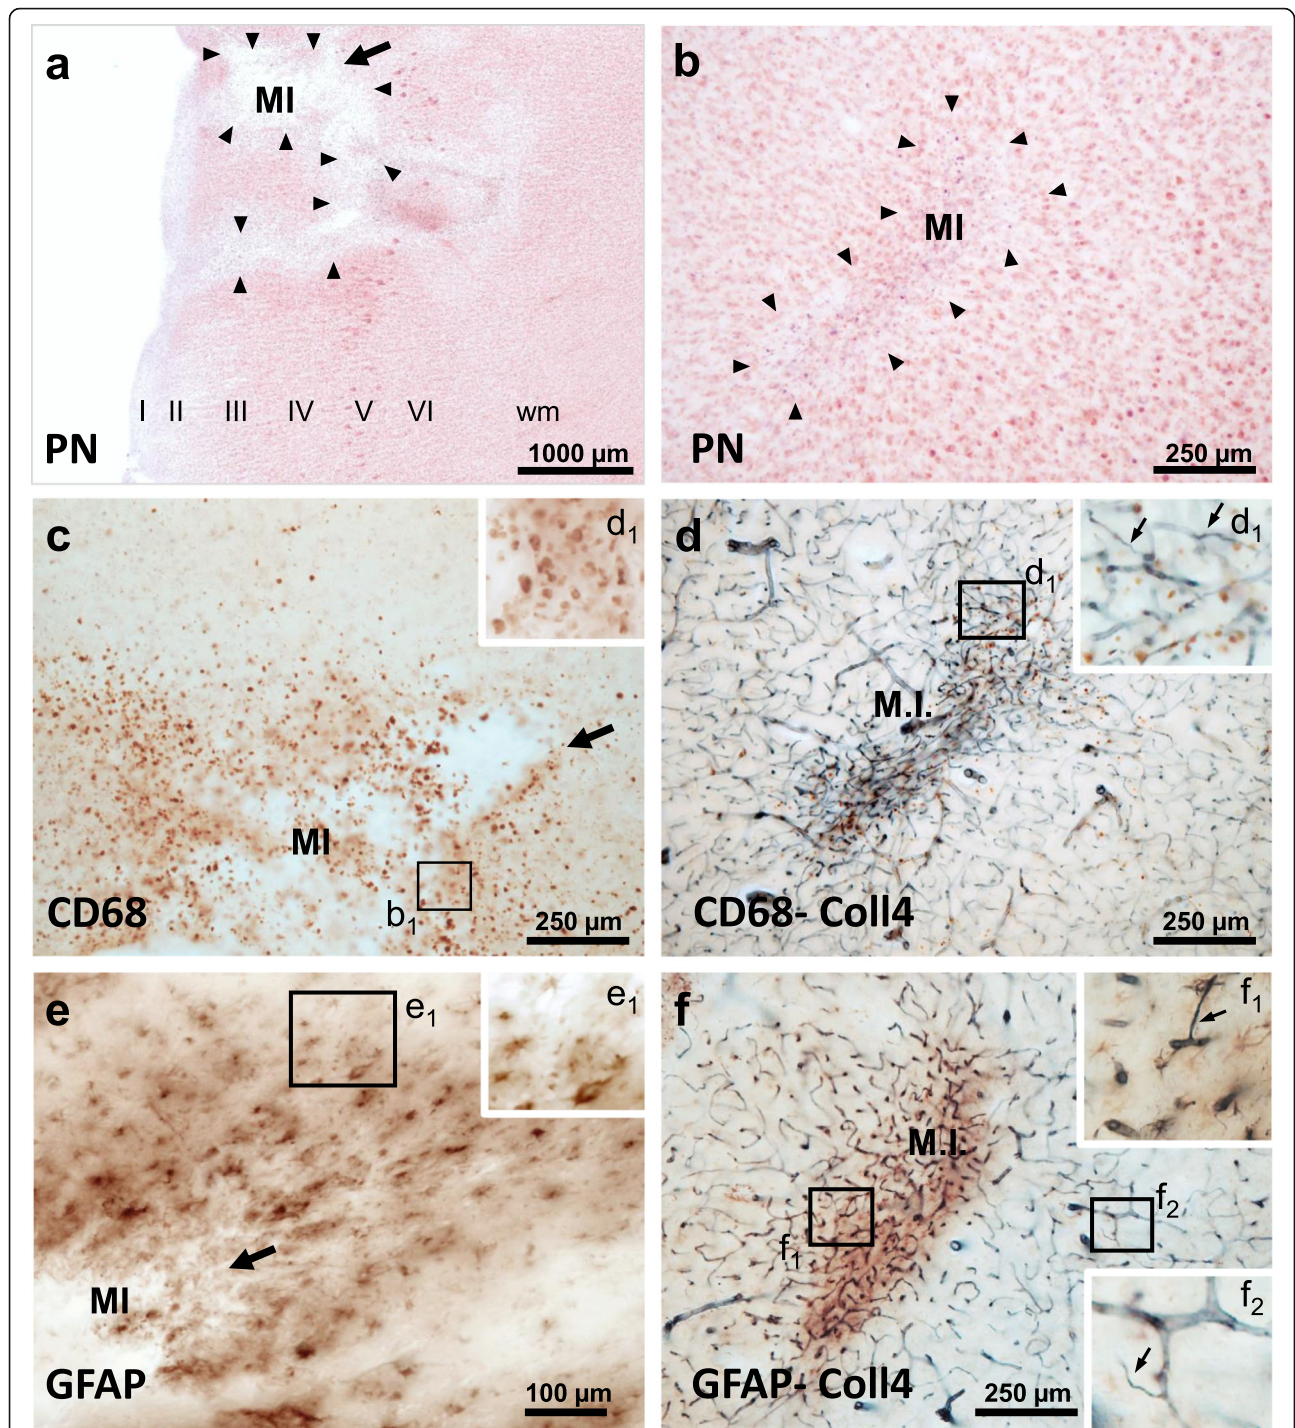 a
MI
I II III IV V VI wm
PN
1000 µm
b
MI
PN
250 µm
c
d1
MI
b1
CD68
250 µm
d
d1
d1
M.I.
CD68- Coll4
250 µm
e
e1
e1
MI
GFAP
100 µm
f
f1
M.I.
f2
f1
f2
GFAP- Coll4
250 µm